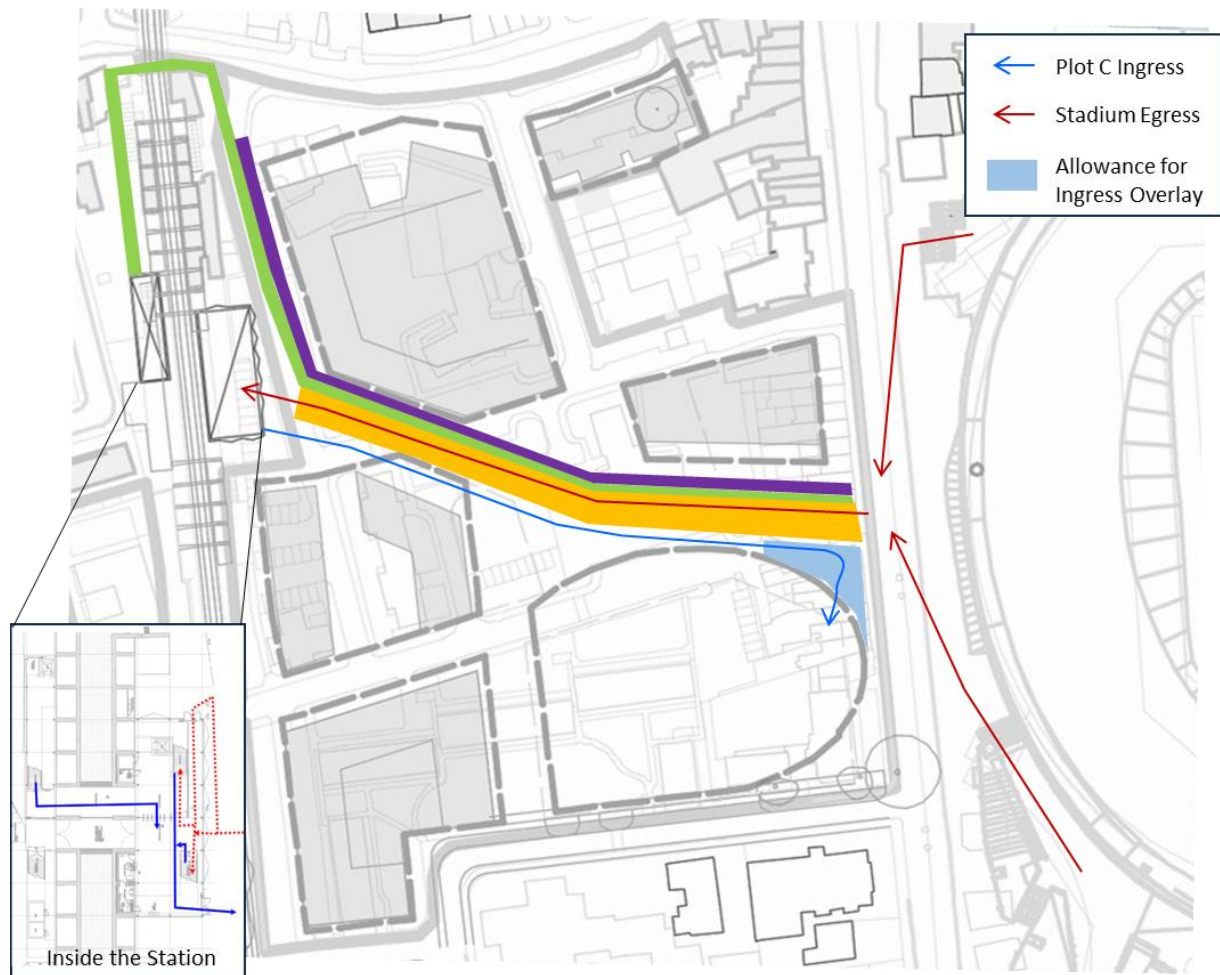 Plot C Ingress
Stadium Egress
Allowance for
Ingress Overlay
Inside the Station